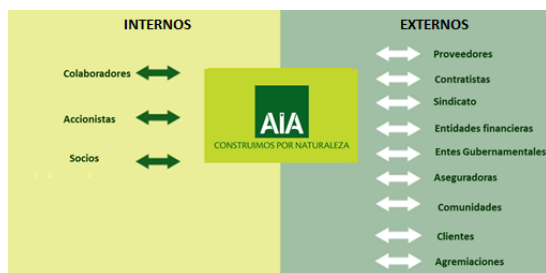 INTERNOS
Colaboradores
Accionistas
Socios
AIA
CONSTRUIMOS POR NATURALEZA
EXTERNOS
Proveedores
Contratistas
Sindicato
Entidades financieras
Entes Gubernamentales
Aseguradoras
Comunidades
Clientes
Agremiaciones